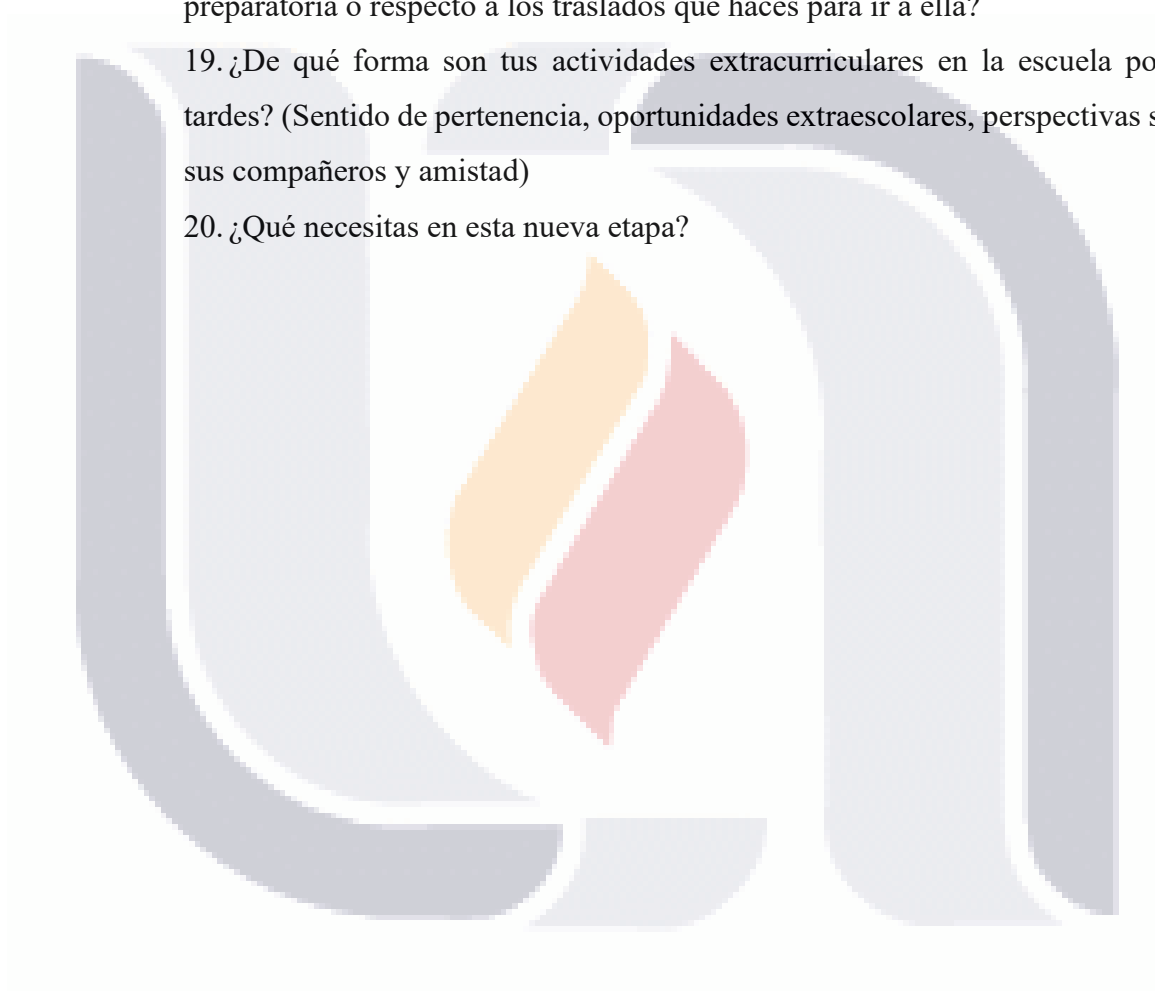 preparatoria o respecto a los traslados que haces para ir a ella?
19. ¿De qué forma son tus actividades extracurriculares en la escuela
tardes? (Sentido de pertenencia, oportunidades extraescolares, perspectivas
sus compañeros y amistad)
20. ¿Qué necesitas en esta nueva etapa?